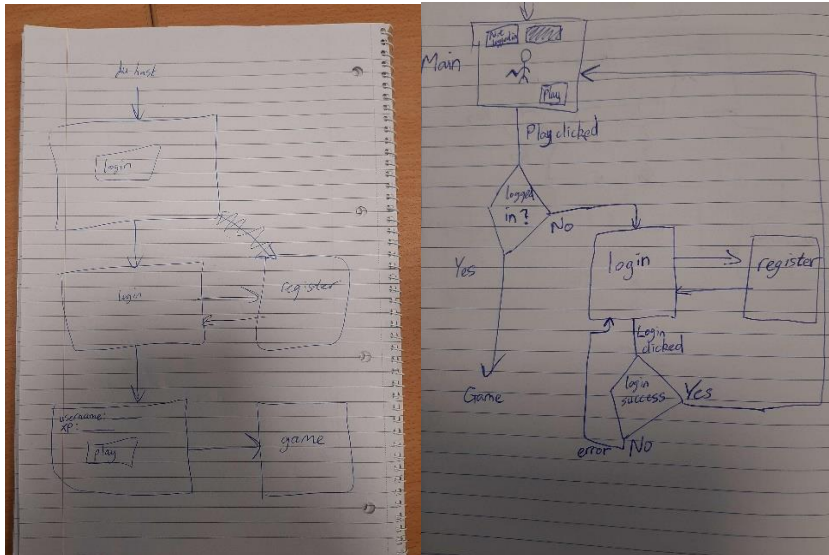 login
login
register
username:
XP:
play
game
Main
Play
Play clicked
logged
in?
No
Yes
login
register
Login
clicked
login
success
Yes
Game
error No